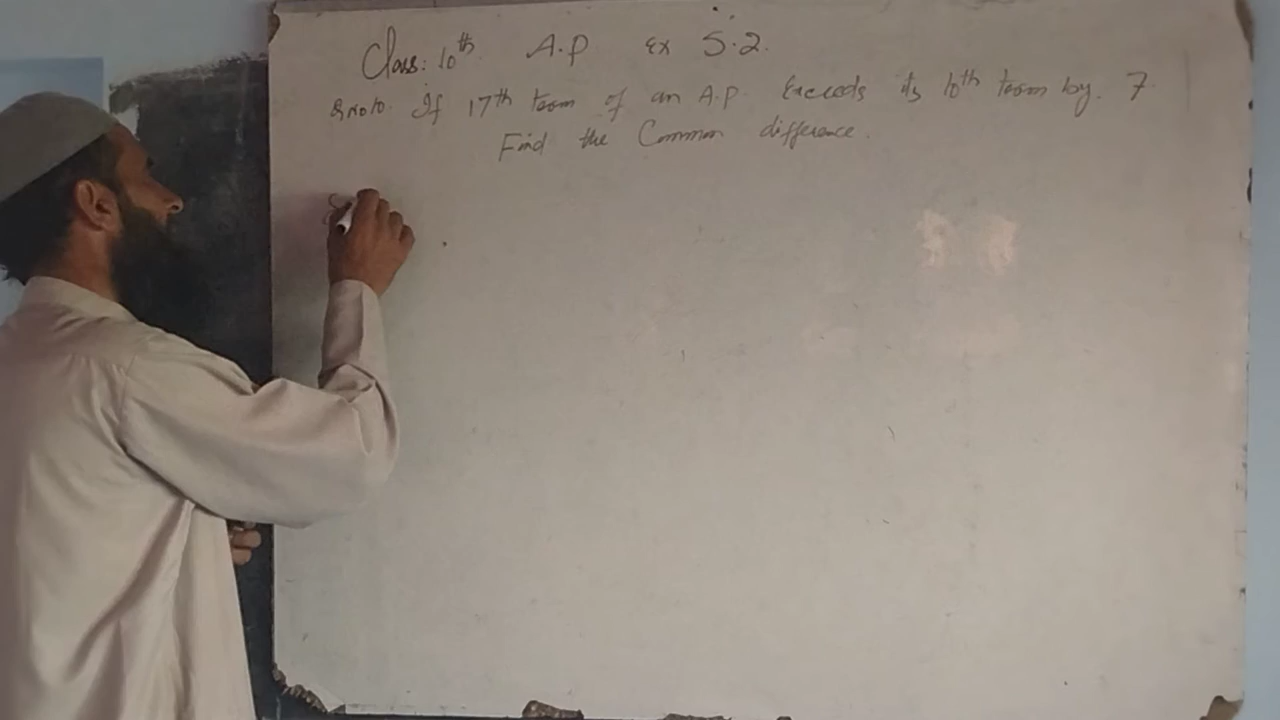 Class: 10th. A.P Ex 5.2.
Q.No 10. If 17th term of an A.P. Exceeds its 10th term by 7.
Find the Common difference.
S